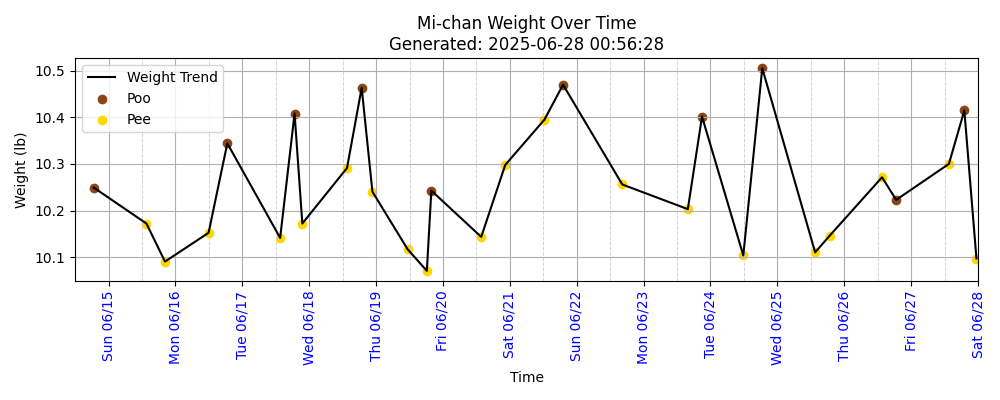 Mi-chan Weight Over Time
Generated: 2025-06-28 00:56:28
Weight Trend
Poo
Pee
Weight (lb)
10.5
10.4
10.3
10.2
10.1
Sun 06/15
Mon 06/16
Tue 06/17
Wed 06/18
Thu 06/19
Fri 06/20
Sat 06/21
Sun 06/22
Mon 06/23
Tue 06/24
Wed 06/25
Thu 06/26
Fri 06/27
Sat 06/28
Time